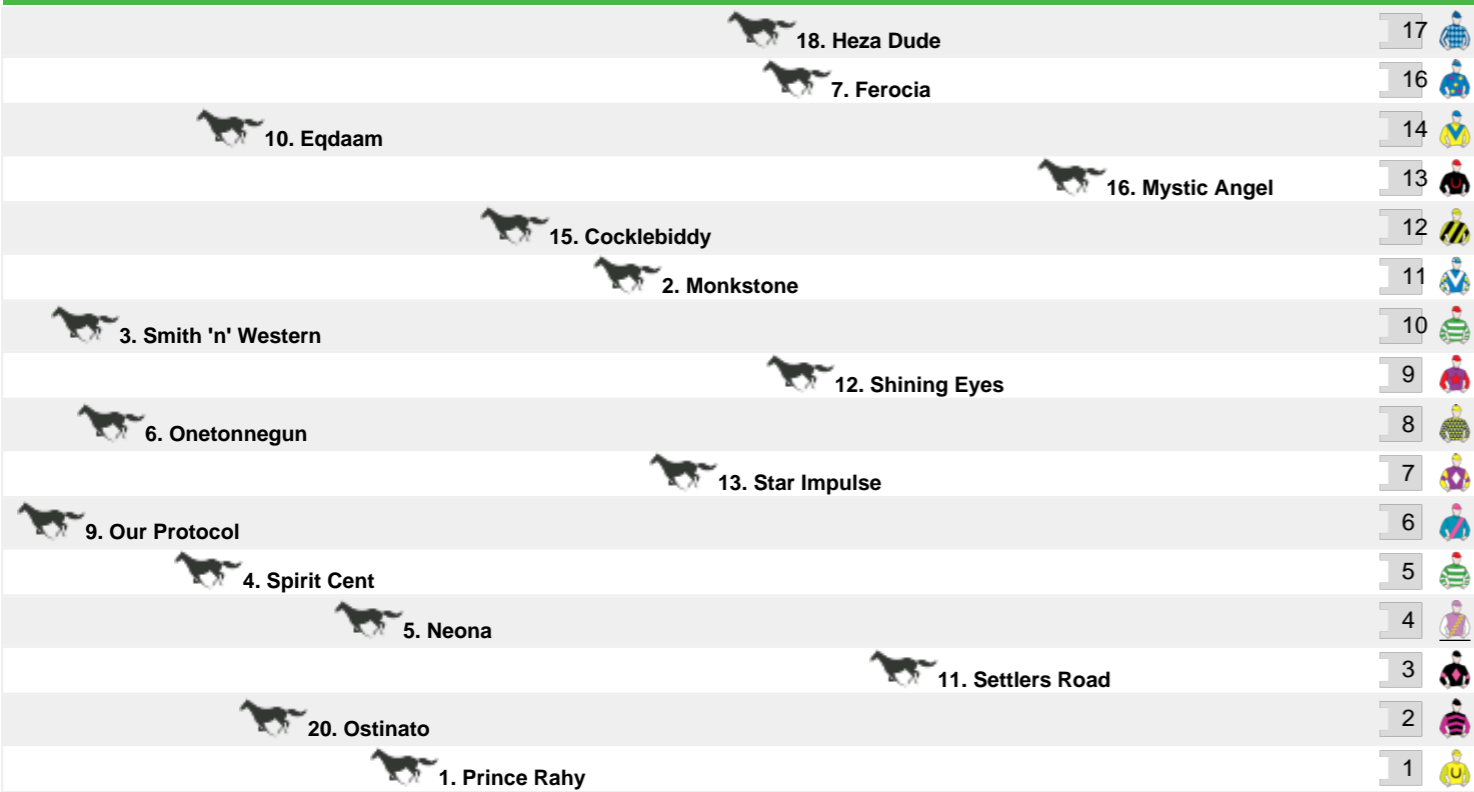 18. Heza Dude 17
7. Ferocia 16
10. Eqdaam 14
16. Mystic Angel 13
15. Cocklebiddy 12
2. Monkstone 11
3. Smith 'n' Western 10
12. Shining Eyes 9
6. Onetonnegun 8
13. Star Impulse 7
9. Our Protocol 6
4. Spirit Cent 5
5. Neona 4
11. Settlers Road 3
20. Ostinato 2
1. Prince Rahy 1